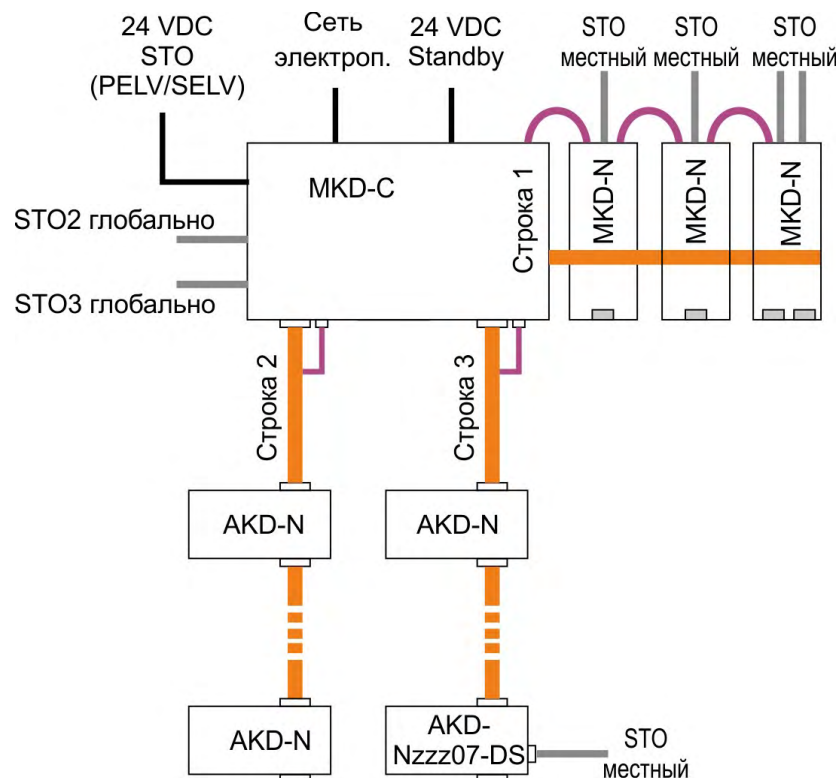 24 VDC
STO
(PELV/SELV)
Сеть
электроп.
24 VDC
Standby
STO
местный
STO
местный
STO
местный
MKD-C
Строка 1
MKD-N
MKD-N
MKD-N
STO2 глобально
STO3 глобально
Строка 2
Строка 3
AKD-N
AKD-N
AKD-N
AKD-
Nzzz07-DS
STO
местный